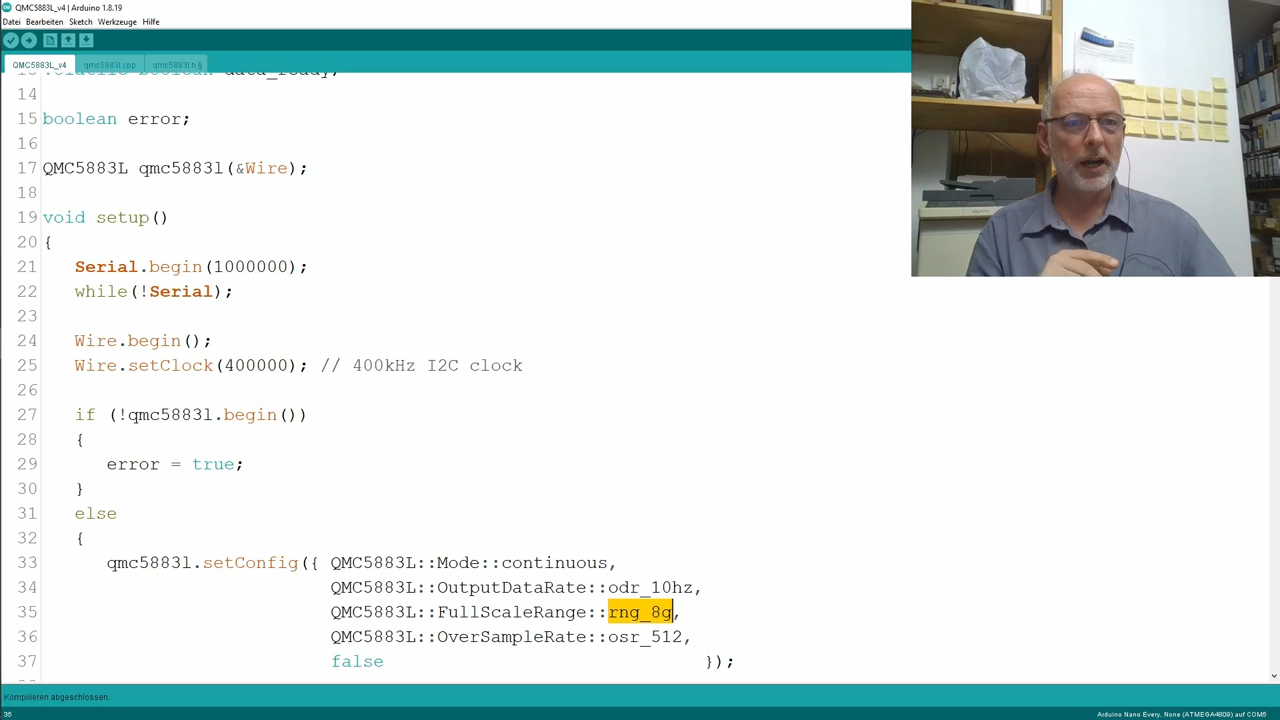 QMC5883L_v4 | Arduino 1.8.19
Datei Bearbeiten Sketch Werkzeuge Hilfe
QMC5883L_v4 qmc5883l.cpp qmc5883l.h §
boolean data_ready;
14
15 boolean error;
16
17 QMC5883L qmc5883l(&Wire);
18
19 void setup()
20 {
21 Serial.begin(1000000);
22 while(!Serial);
23
24 Wire.begin();
25 Wire.setClock(400000); // 400kHz I2C clock
26
27 if (!qmc5883l.begin())
28 {
29 error = true;
30 }
31 else
32 {
33 qmc5883l.setConfig({ QMC5883L::Mode::continuous,
34 QMC5883L::OutputDataRate::odr_10hz,
35 QMC5883L::FullScaleRange::rng_8g,
36 QMC5883L::OverSampleRate::osr_512,
37 false });
Kompilieren abgeschlossen.
36 Arduino Nano Every, None (ATMEGA4809) auf COM5